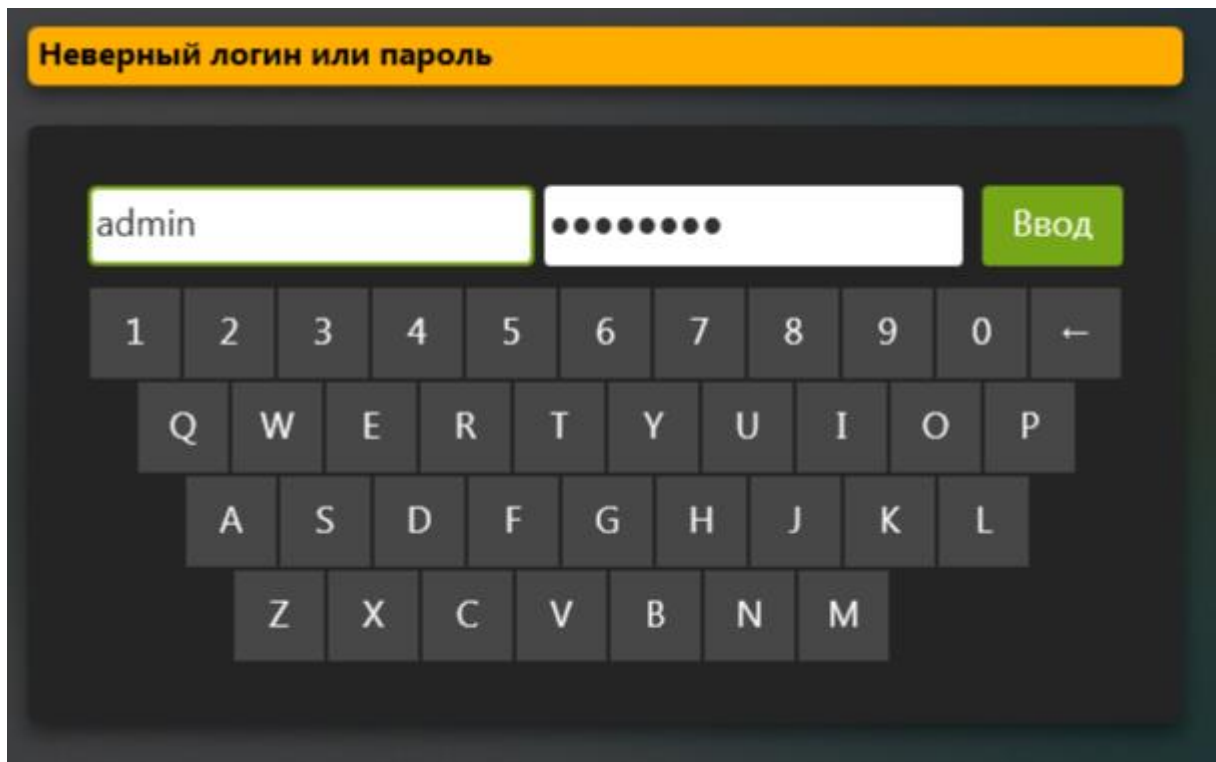 Неверный логин или пароль
admin ●●●●●●●● Ввод
1 2 3 4 5 6 7 8 9 0 ←
Q W E R T Y U I O P
A S D F G H J K L
Z X C V B N M